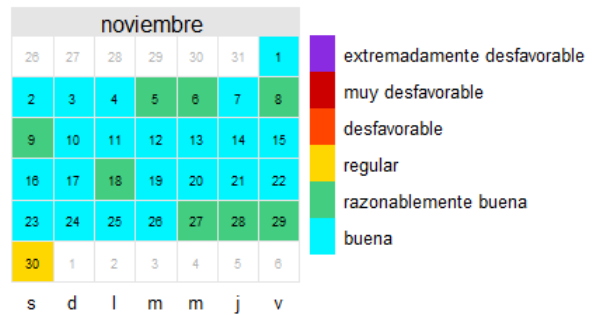 noviembre
26 27 28 29 30 31 1
2 3 4 5 6 7 8
9 10 11 12 13 14 15
16 17 18 19 20 21 22
23 24 25 26 27 28 29
30 1 2 3 4 5 6
s d l m m j v
extremadamente desfavorable
muy desfavorable
desfavorable
regular
razonablemente buena
buena